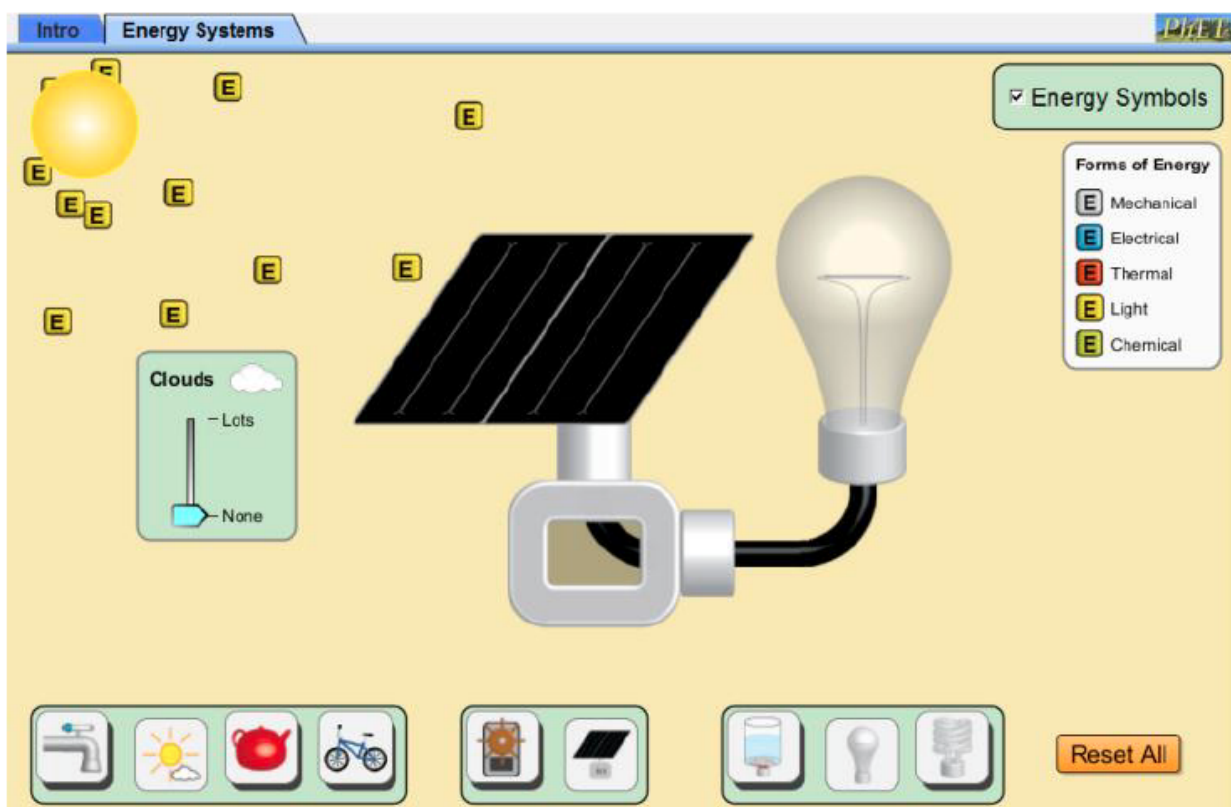 Intro
Energy Systems
PhET
Energy Symbols
E
E
E
Forms of Energy
E
E
E Mechanical
E
E
E Electrical
E
E
E Thermal
E
E
E Light
E
E Chemical
Clouds
Lots
None
Reset All